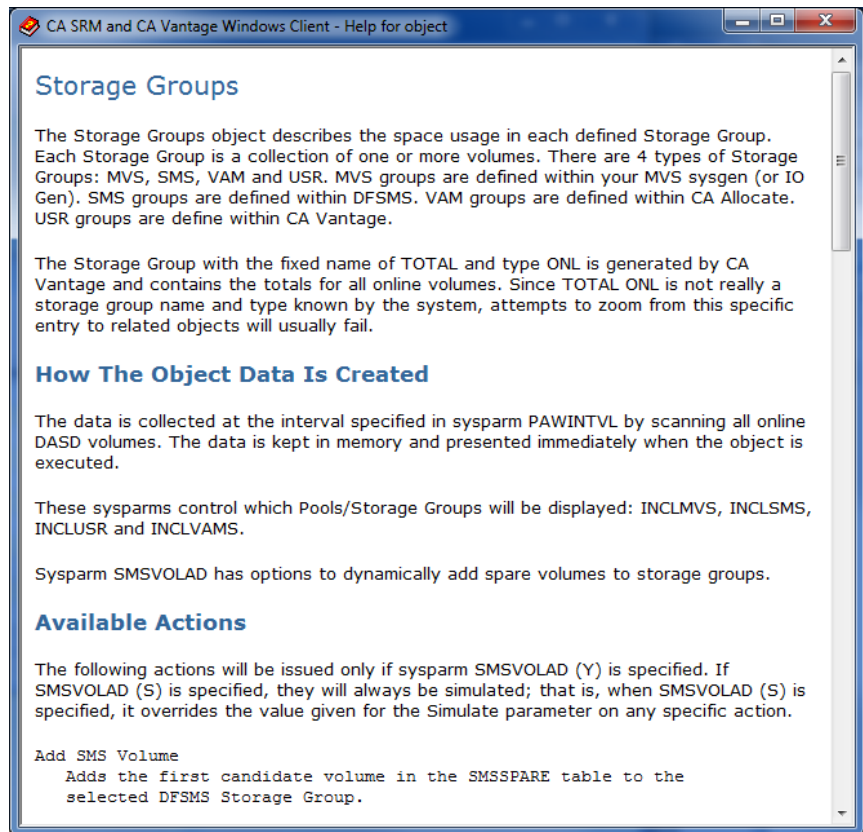 CA SRM and CA Vantage Windows Client - Help for object
Storage Groups
The Storage Groups object describes the space usage in each defined Storage Group.
Each Storage Group is a collection of one or more volumes. There are 4 types of Storage
Groups: MVS, SMS, VAM and USR. MVS groups are defined within your MVS sysgen (or IO
Gen). SMS groups are defined within DFSMS. VAM groups are defined within CA Allocate.
USR groups are define within CA Vantage.
The Storage Group with the fixed name of TOTAL and type ONL is generated by CA
Vantage and contains the totals for all online volumes. Since TOTAL ONL is not really a
storage group name and type known by the system, attempts to zoom from this specific
entry to related objects will usually fail.
How The Object Data Is Created
The data is collected at the interval specified in sysparm PAWINTVL by scanning all online
DASD volumes. The data is kept in memory and presented immediately when the object is
executed.
These sysparms control which Pools/Storage Groups will be displayed: INCLMVS, INCLSMS,
INCLUSR and INCLVAMS.
Sysparm SMSVOLAD has options to dynamically add spare volumes to storage groups.
Available Actions
The following actions will be issued only if sysparm SMSVOLAD (Y) is specified. If
SMSVOLAD (S) is specified, they will always be simulated; that is, when SMSVOLAD (S) is
specified, it overrides the value given for the Simulate parameter on any specific action.
Add SMS Volume
Adds the first candidate volume in the SMSSPARE table to the
selected DFSMS Storage Group.